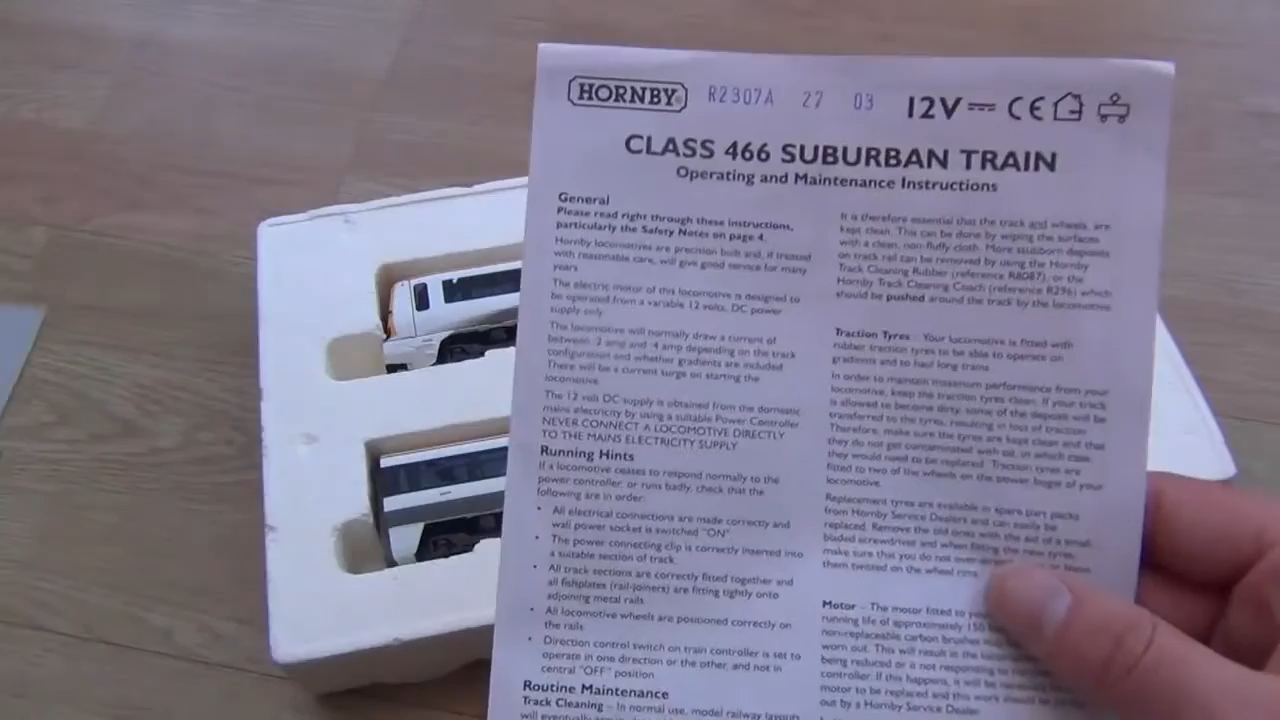 HORNBY R2307A 27 03 12V CE
CLASS 466 SUBURBAN TRAIN
Operating and Maintenance Instructions
General
Please read right through these instructions,
particularly the Safety Notes on page 4.
Hornby locomotives are precision built and, if treated
with reasonable care, will give good service for many
years
The electric motor of this locomotive is designed to
be operated from a variable 12 volts, DC power
supply only
The locomotive will normally draw a current of
between .2 amp and .4 amp depending on the track
configuration and whether gradients are included
There will be a current surge on starting the
locomotive
The 12 volt DC supply is obtained from the domestic
mains electricity by using a suitable Power Controller
NEVER CONNECT A LOCOMOTIVE DIRECTLY
TO THE MAINS ELECTRICITY SUPPLY
Running Hints
If a locomotive ceases to respond normally to the
power controller, or runs badly, check that the
following are in order:
• All electrical connections are made correctly and
wall power socket is switched "ON"
• The power connecting clip is correctly inserted into
a suitable section of track.
• All track sections are correctly fitted together and
all fishplates (rail-joiners) are fitting tightly onto
adjoining metal rails
• All locomotive wheels are positioned correctly on
the rails
• Direction control switch on train controller is set to
operate in one direction or the other, and not in
central "OFF" position
Routine Maintenance
Track Cleaning – In normal use, model railway layouts
will eventually
It is therefore essential that the track and wheels, are
kept clean. This can be done by wiping the surfaces
with a clean, non-fluffy cloth. More stubborn deposits
on track rail can be removed by using the Hornby
Track Cleaning Rubber (reference R8087), or the
Hornby Track Cleaning Coach (reference R296) which
should be pushed around the track by the locomotive
Traction Tyres – Your locomotive is fitted with
rubber traction tyres to be able to operate on
gradients and to haul long trains
In order to maintain maximum performance from your
locomotive, keep the traction tyres clean. If your track
is allowed to become dirty, some of the deposit will be
transferred to the tyres, resulting in loss of traction
Therefore, make sure the tyres are kept clean and that
they do not get contaminated with oil, in which case
they would need to be replaced. Traction tyres are
fitted to two of the wheels on the power bogie of your
locomotive.
Replacement tyres are available in spare part packs
from Hornby Service Dealers and can easily be
replaced. Remove the old ones with the aid of a small
bladed screwdriver and when fitting the new tyres
make sure that you do not or leave
them twisted on the wheel rims
Motor – The motor fitted to
running life of approximately
non-replaceable carbon brushes
worn out. This will result in the
being reduced or it not responding to
controller. If this happens, it will be
motor to be replaced and this work should be
out by a Hornby Service Dealer